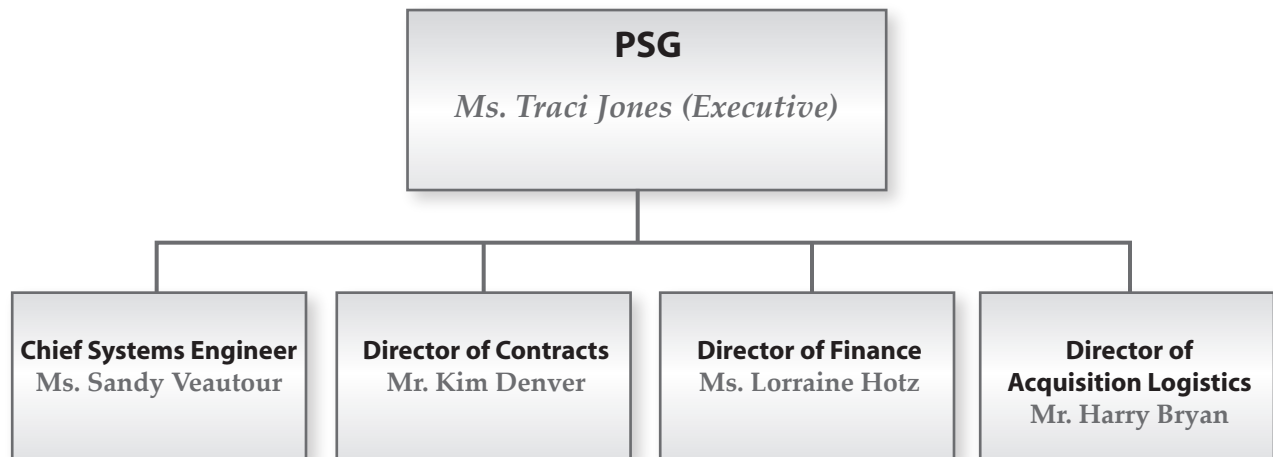 PSG
Ms. Traci Jones (Executive)
Chief Systems Engineer
Ms. Sandy Veautour
Director of Contracts
Mr. Kim Denver
Director of Finance
Ms. Lorraine Hotz
Director of
Acquisition Logistics
Mr. Harry Bryan